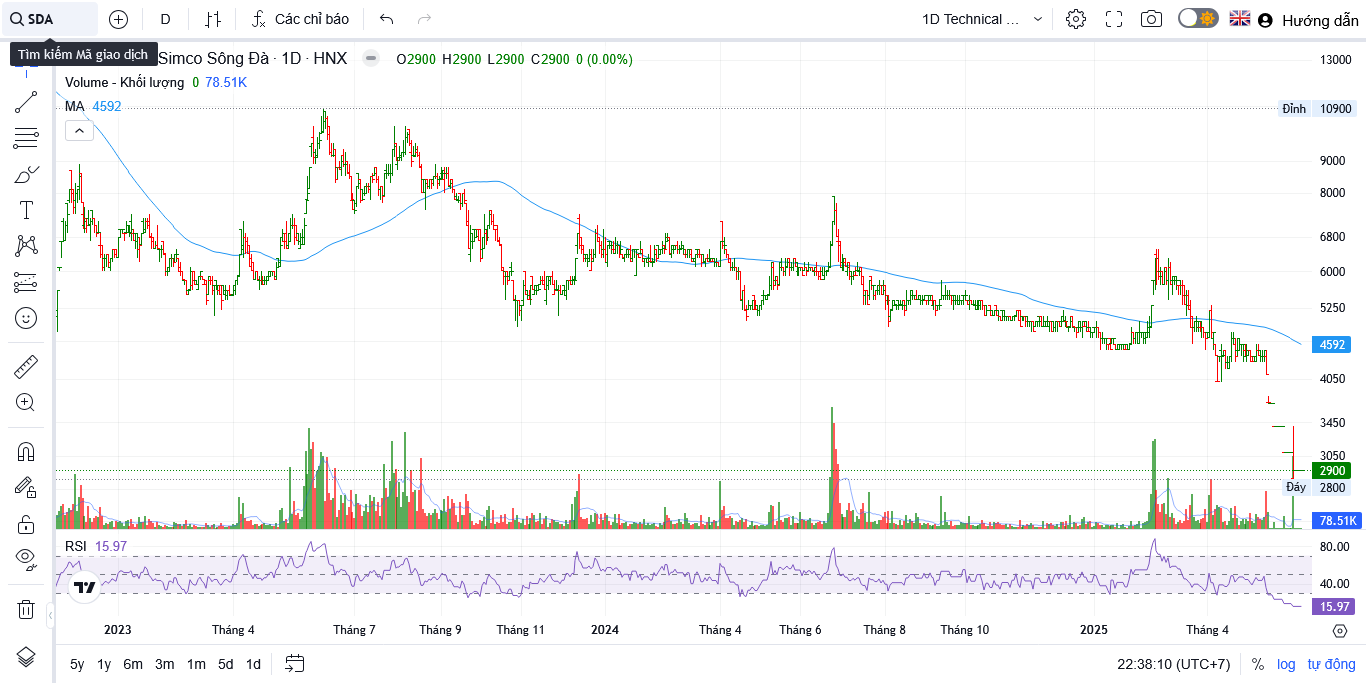 SDA D Các chỉ báo 1D Technical ... Hướng dẫn
Tìm kiếm Mã giao dịch Simco Sông Đà · 1D · HNX O2900 H2900 L2900 C2900 0 (0.00%)
Volume - Khối lượng 0 78.51K
MA 4592
13000
Đỉnh 10900
9000
8000
6800
6000
5250
4592
4050
3450
3050
2900
Đáy 2800
78.51K
RSI 15.97
80.00
40.00
15.97
2023 Tháng 4 Tháng 7 Tháng 9 Tháng 11 2024 Tháng 4 Tháng 6 Tháng 8 Tháng 10 2025 Tháng 4
5y 1y 6m 3m 1m 5d 1d 22:38:10 (UTC+7) % log tự động